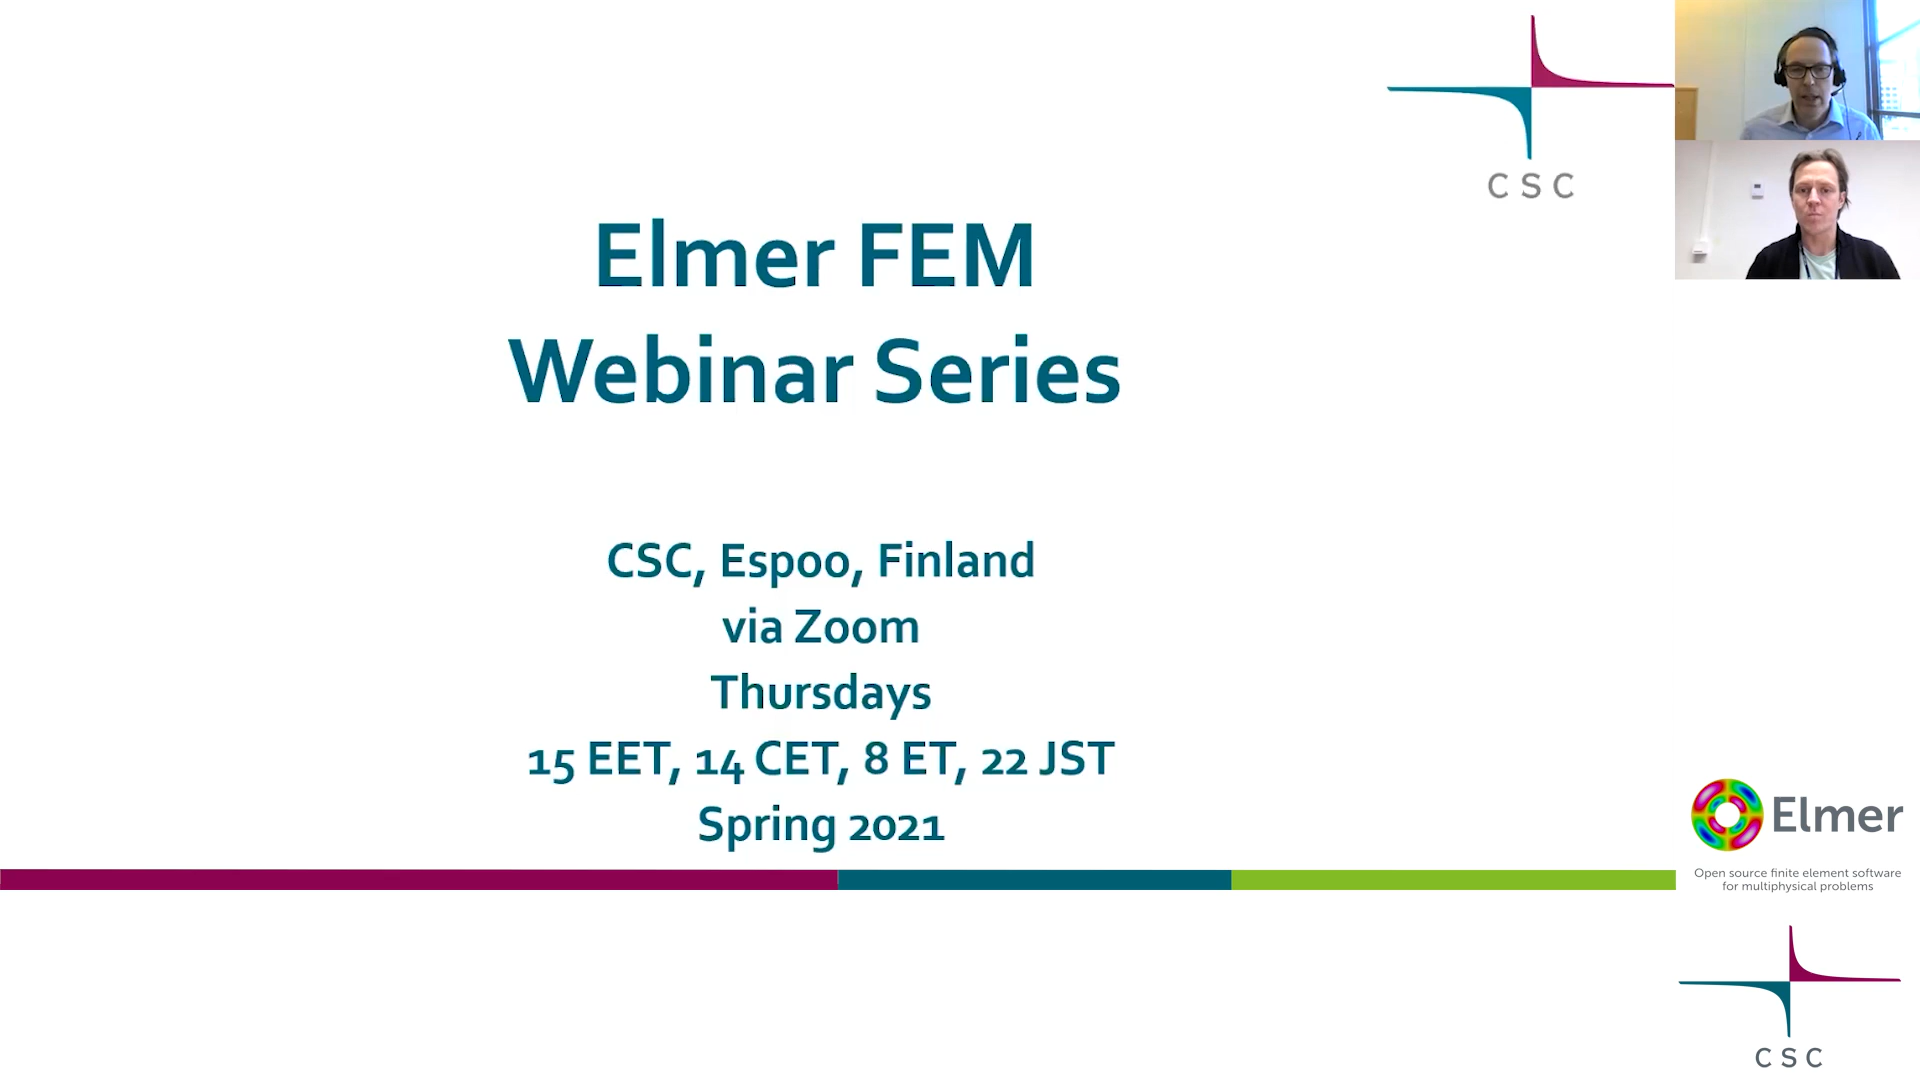 CSC
Elmer FEM
Webinar Series
CSC, Espoo, Finland
via Zoom
Thursdays
15 EET, 14 CET, 8 ET, 22 JST
Spring 2021
Elmer
Open source finite element software
for multiphysical problems
CSC